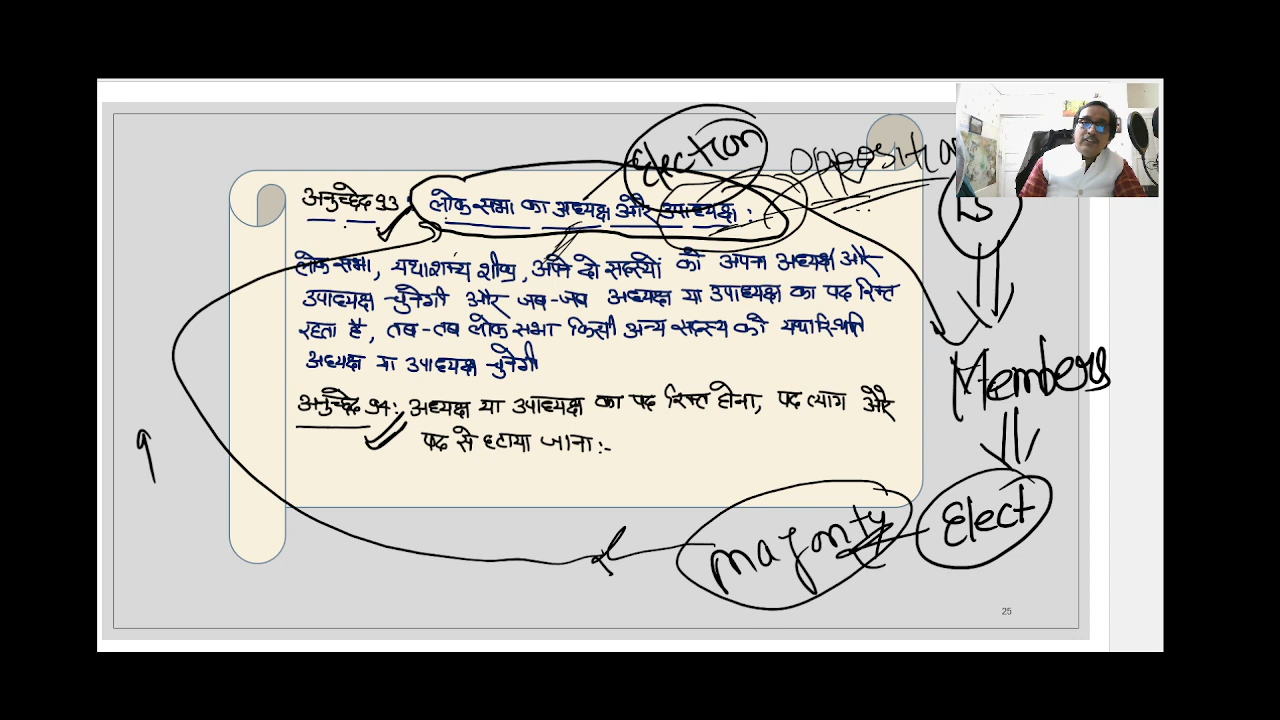 Election
opposition
अनुच्छेद 93 लोक सभा का अध्यक्ष और उपाध्यक्ष :
LS
लोक सभा, यथाशक्य शीघ्र, अपने दो सदस्यों को अपना अध्यक्ष और
उपाध्यक्ष चुनेगी और जब-जब अध्यक्ष या उपाध्यक्ष का पद रिक्त
रहता है, तब-तब लोक सभा किसी अन्य सदस्य को यथास्थिति
अध्यक्ष या उपाध्यक्ष चुनेगी
Members
अनुच्छेद 94:, अध्यक्ष या उपाध्यक्ष का पद रिक्त होना, पद त्याग और
पद से हटाया जाना:-
Elect
majority
25